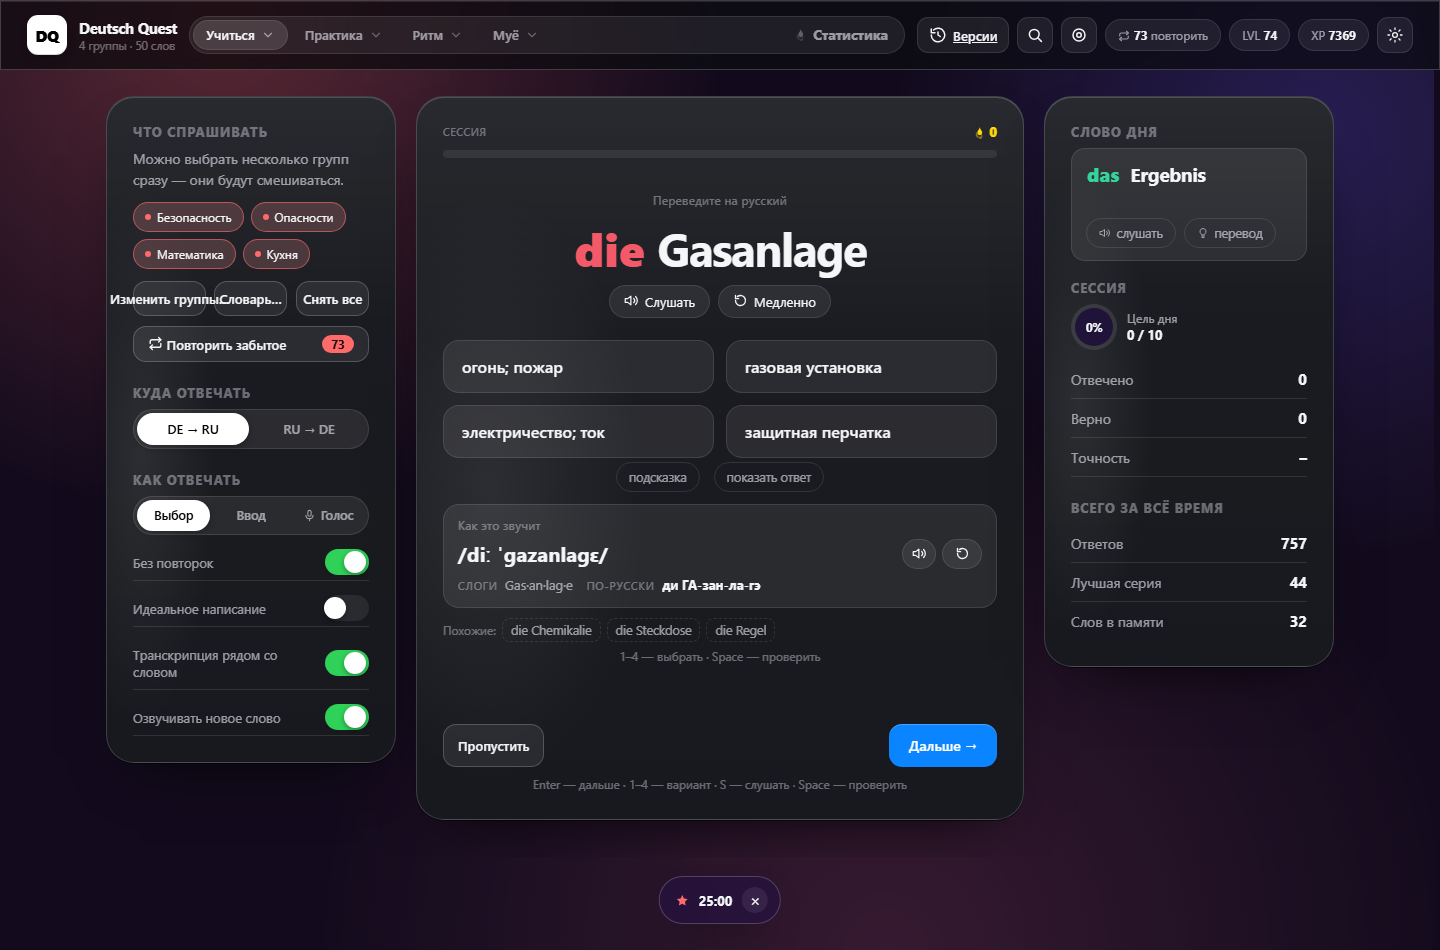 DQ
Deutsch Quest
4 группы · 50 слов
Учиться
Практика
Ритм
Муё
Статистика
Версии
73 повторить
LVL 74
XP 7369
ЧТО СПРАШИВАТЬ
Можно выбрать несколько групп
сразу — они будут смешиваться.
Безопасность
Опасности
Математика
Кухня
Изменить группы...
Словарь...
Снять все
Повторить забытое
73
КУДА ОТВЕЧАТЬ
DE → RU
RU → DE
КАК ОТВЕЧАТЬ
Выбор
Ввод
Голос
Без повторок
Идеальное написание
Транскрипция рядом со
словом
Озвучивать новое слово
СЕССИЯ
0
Переведите на русский
die Gasanlage
Слушать
Медленно
огонь; пожар
газовая установка
электричество; ток
защитная перчатка
подсказка
показать ответ
Как это звучит
/diː ˈgazanlagɛ/
СЛОГИ Gas·an·lag·e ПО-РУССКИ ди ГА-зан-ла-гэ
Похожие: die Chemikalie die Steckdose die Regel
1–4 — выбрать · Space — проверить
Пропустить
Дальше →
Enter — дальше · 1–4 — вариант · S — слушать · Space — проверить
СЛОВО ДНЯ
das Ergebnis
слушать
перевод
СЕССИЯ
0%
Цель дня
0 / 10
Отвечено 0
Верно 0
Точность –
ВСЕГО ЗА ВСЁ ВРЕМЯ
Ответов 757
Лучшая серия 44
Слов в памяти 32
25:00